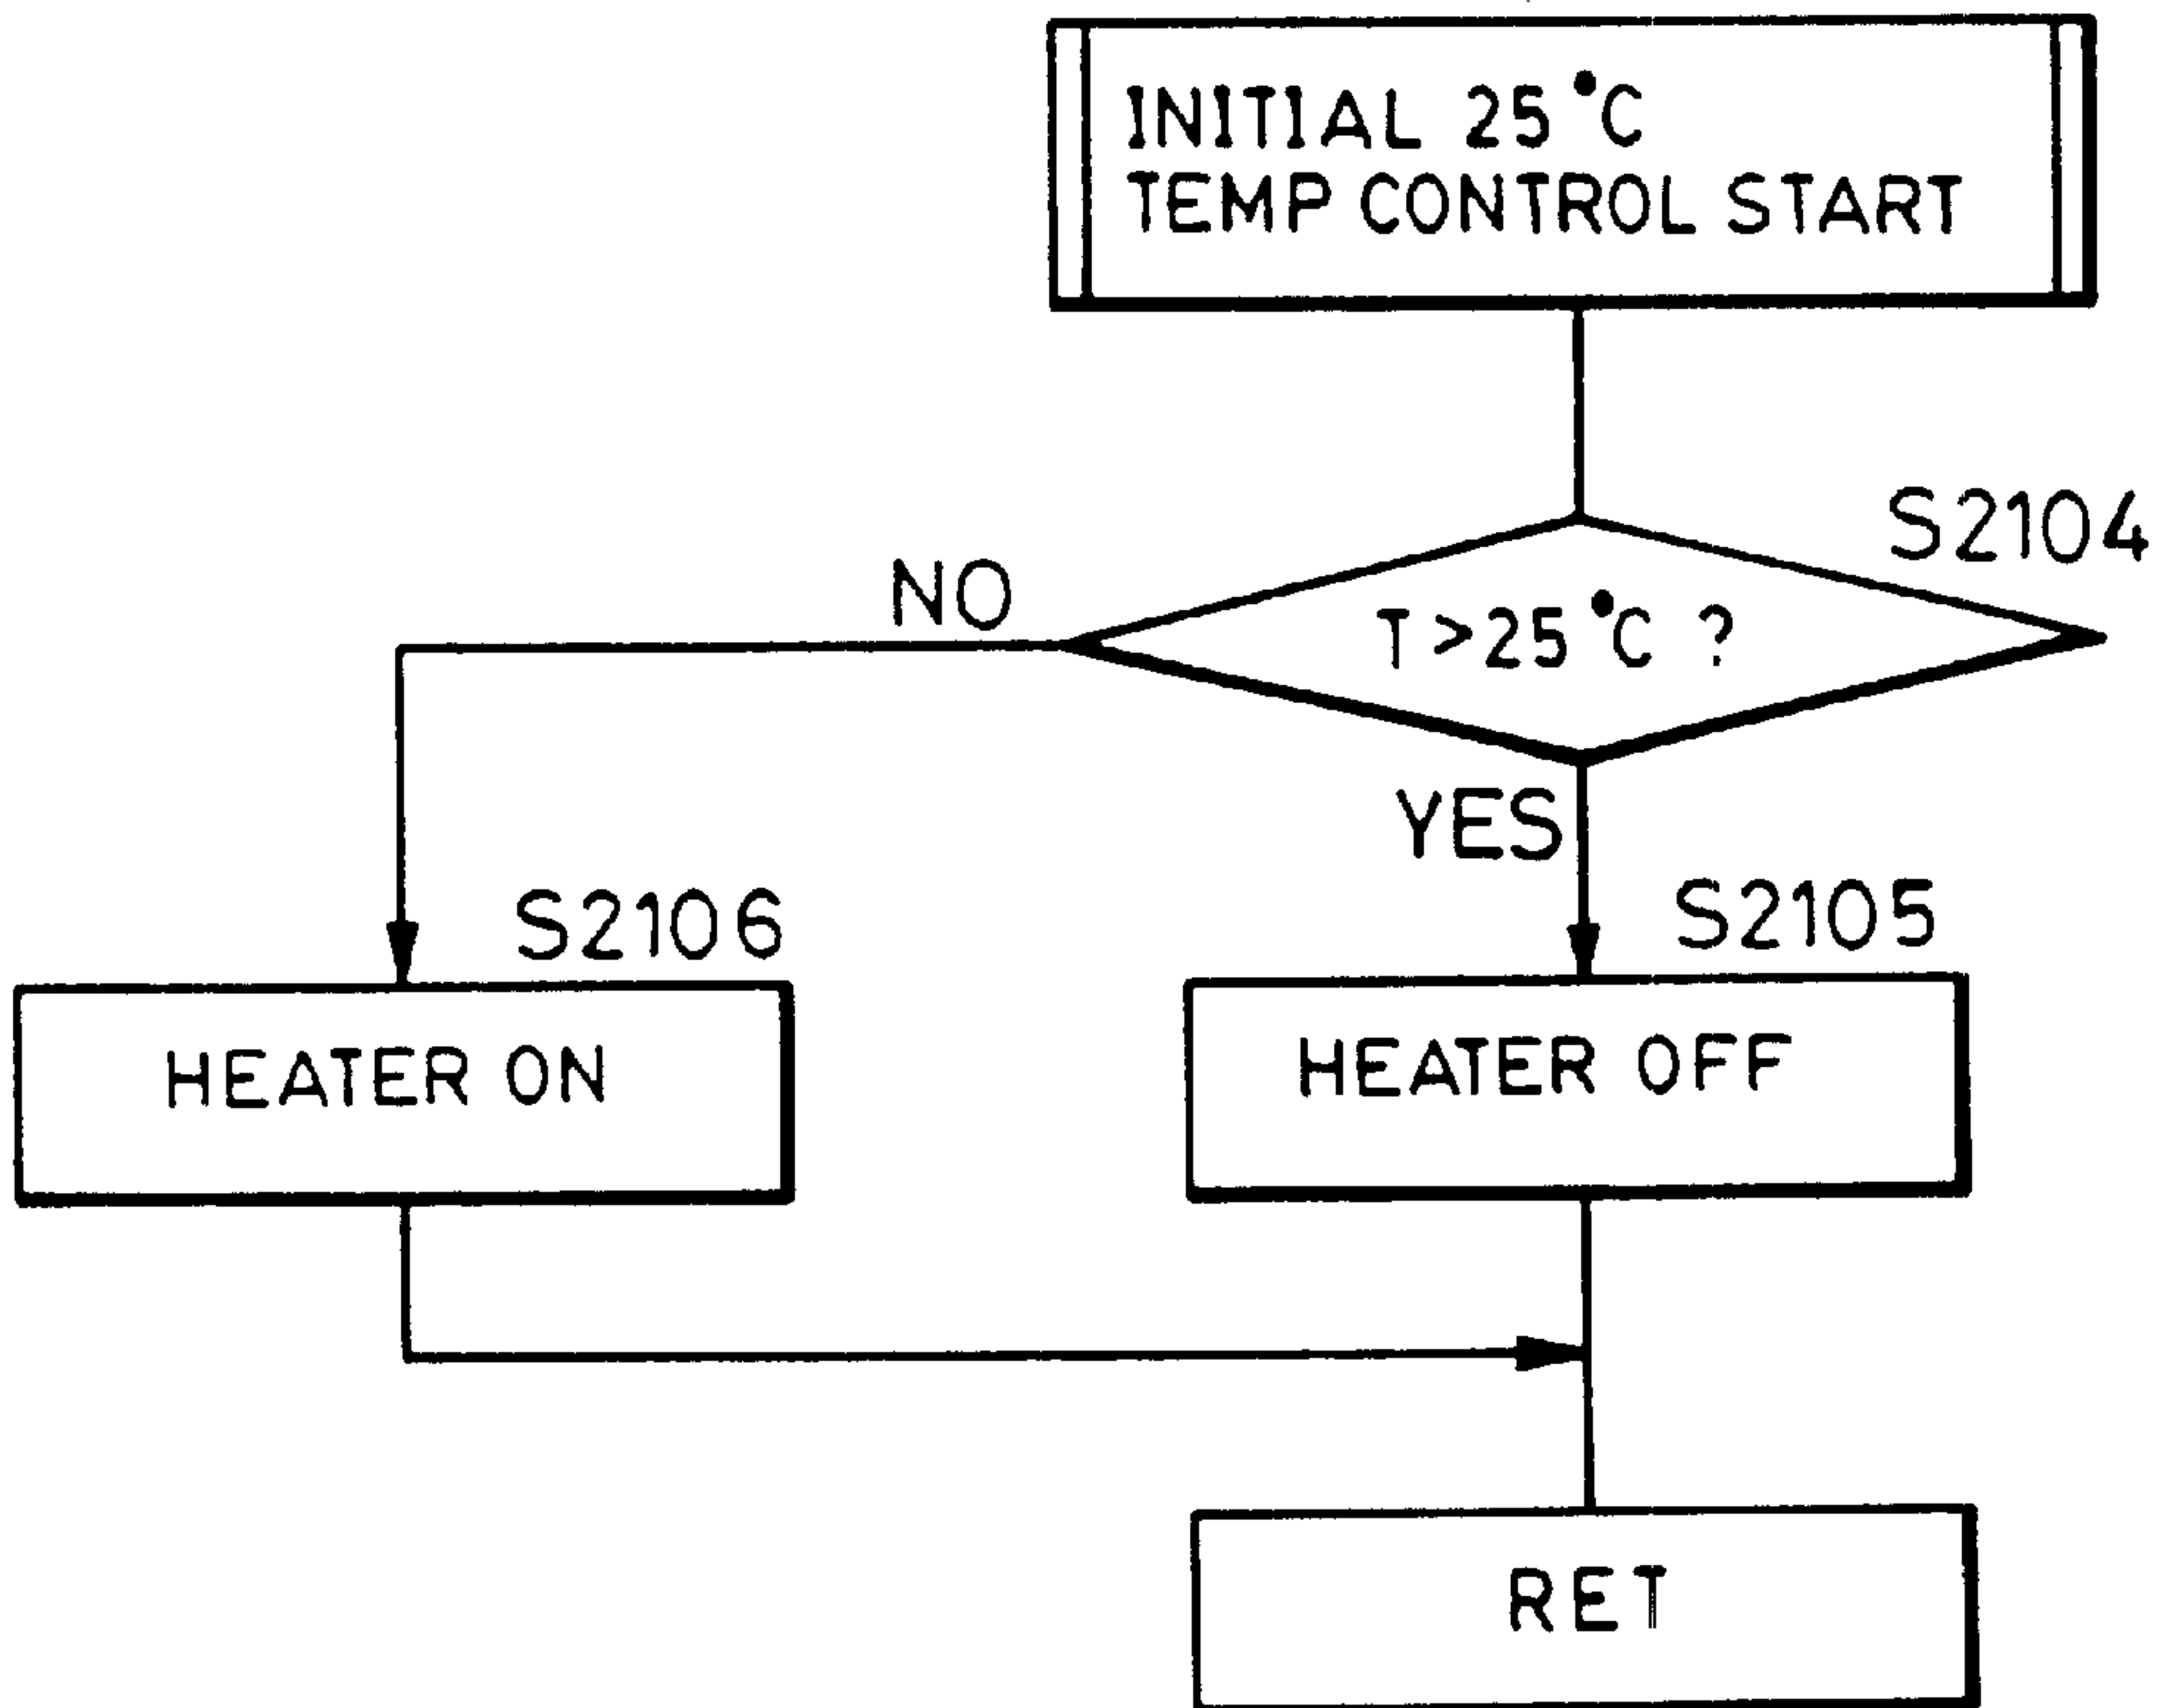 INITIAL 25°C
TEMP CONTROL START
S2104
NO
T>25°C ?
YES
S2106
S2105
HEATER ON
HEATER OFF
RET